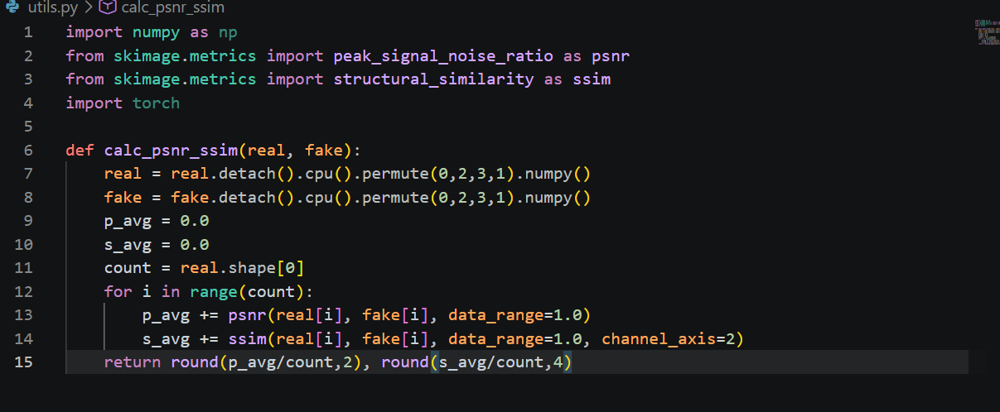 utils.py > calc_psnr_ssim
1 import numpy as np
2 from skimage.metrics import peak_signal_noise_ratio as psnr
3 from skimage.metrics import structural_similarity as ssim
4 import torch
5
6 def calc_psnr_ssim(real, fake):
7     real = real.detach().cpu().permute(0,2,3,1).numpy()
8     fake = fake.detach().cpu().permute(0,2,3,1).numpy()
9     p_avg = 0.0
10     s_avg = 0.0
11     count = real.shape[0]
12     for i in range(count):
13         p_avg += psnr(real[i], fake[i], data_range=1.0)
14         s_avg += ssim(real[i], fake[i], data_range=1.0, channel_axis=2)
15     return round(p_avg/count,2), round(s_avg/count,4)